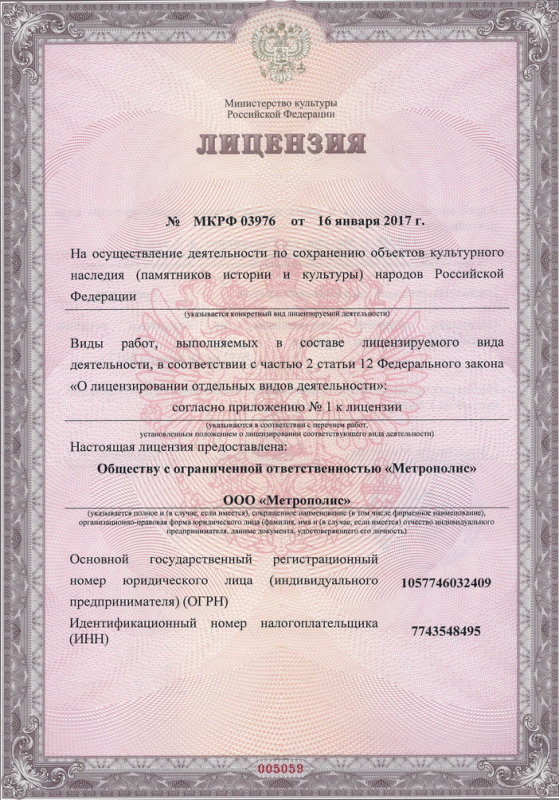 Министерство культуры
Российской Федерации
ЛИЦЕНЗИЯ
№ МКРФ 03976 от 16 января 2017 г.
На осуществление деятельности по сохранению объектов культурного
наследия (памятников истории и культуры) народов Российской
Федерации
(указывается конкретный вид лицензируемой деятельности)
Виды работ, выполняемых в составе лицензируемого вида
деятельности, в соответствии с частью 2 статьи 12 Федерального закона
«О лицензировании отдельных видов деятельности»:
согласно приложению № 1 к лицензии
(указываются в соответствии с перечнем работ,
установленным положением о лицензировании соответствующего вида деятельности)
Настоящая лицензия предоставлена:
Обществу с ограниченной ответственностью «Метрополис»
ООО «Метрополис»
(указывается полное и (в случае, если имеется), сокращенное наименование (в том числе фирменное наименование),
организационно-правовая форма юридического лица (фамилия, имя и (в случае, если имеется) отчество индивидуального
предпринимателя, данные документа, удостоверяющего его личность)
Основной государственный регистрационный
номер юридического лица (индивидуального 1057746032409
предпринимателя) (ОГРН)
Идентификационный номер налогоплательщика 7743548495
(ИНН)
005059